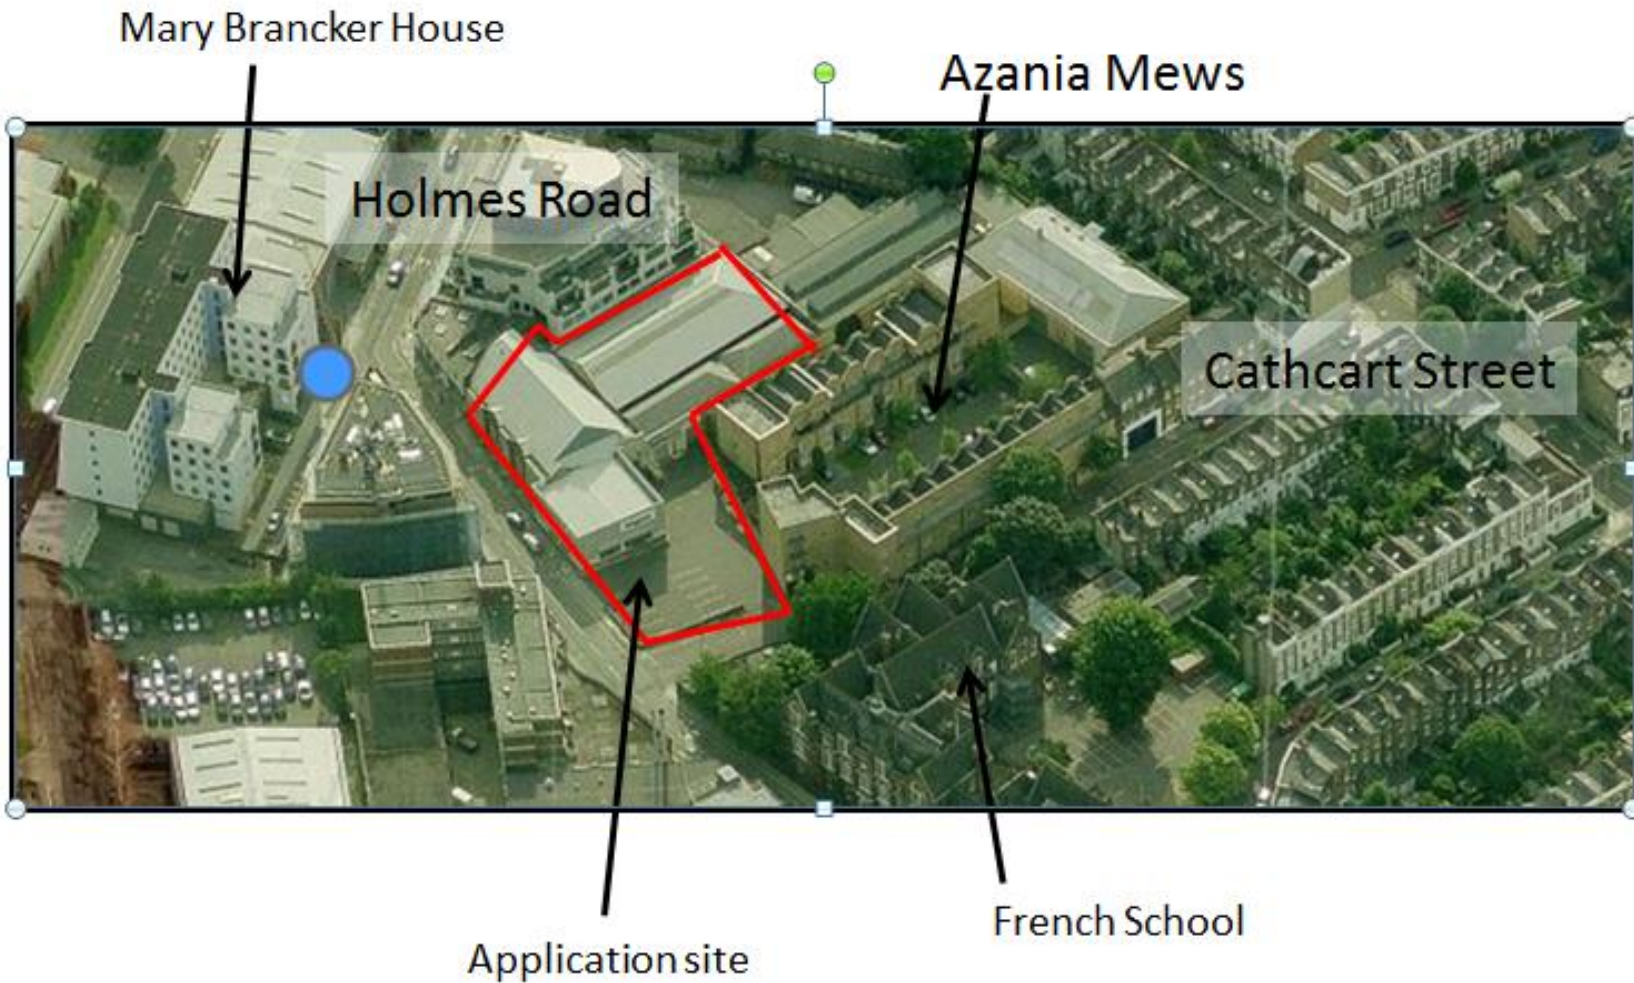 Mary Brancker House
Azania Mews
Holmes Road
Cathcart Street
French School
Application site